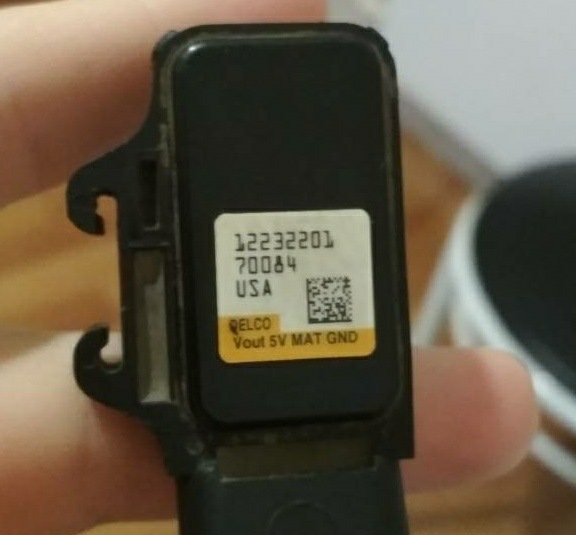 12232201
70084
USA
DELCO
Vout 5V MAT GND